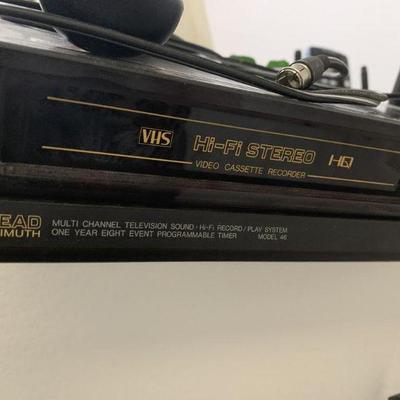 VHS Hi-Fi STEREO HQ
VIDEO CASSETTE RECORDER
EAD
IMUTH
MULTI CHANNEL TELEVISION SOUND · Hi-Fi RECORD/PLAY SYSTEM
ONE YEAR EIGHT EVENT PROGRAMMABLE TIMER MODEL 46